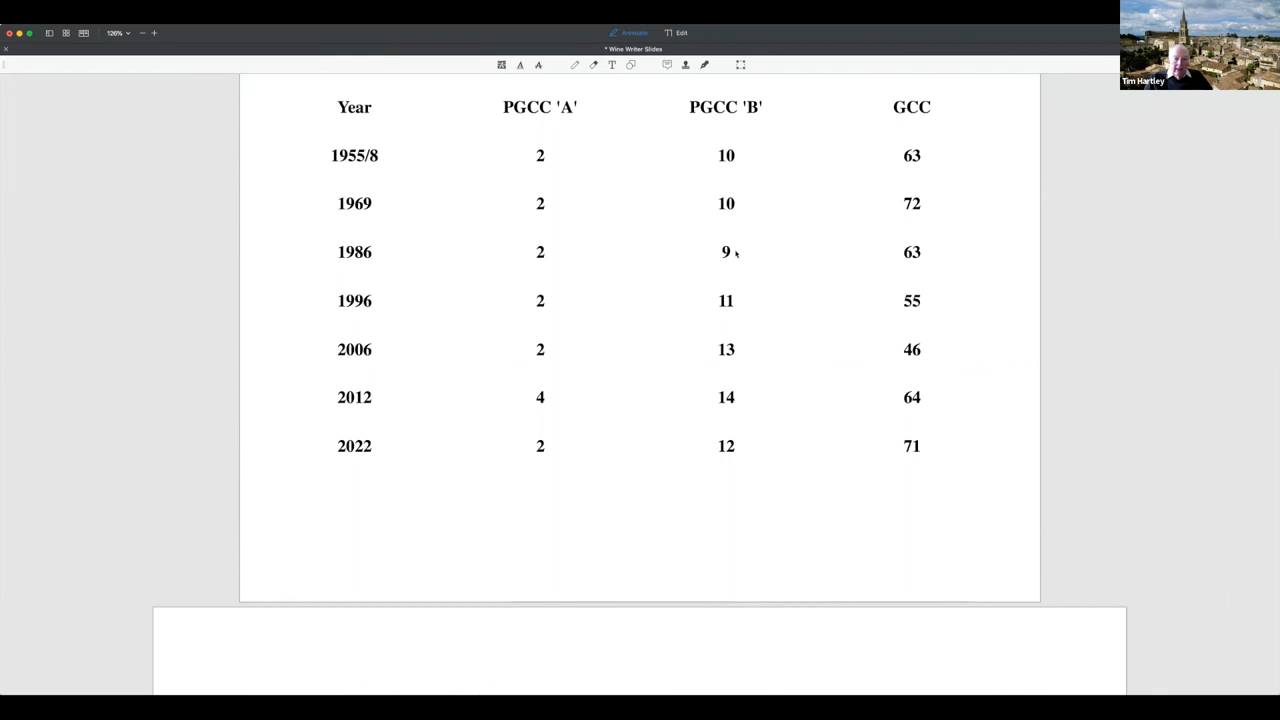 126%
Annotate
Edit
* Wine Writer Slides
Tim Hartley
Year PGCC 'A' PGCC 'B' GCC
1955/8 2 10 63
1969 2 10 72
1986 2 9 63
1996 2 11 55
2006 2 13 46
2012 4 14 64
2022 2 12 71